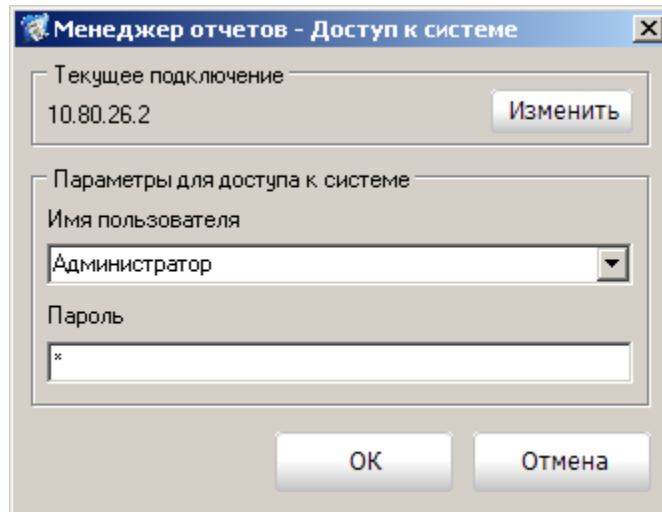 Менеджер отчетов - Доступ к системе
Текущее подключение
10.80.26.2
Изменить
Параметры для доступа к системе
Имя пользователя
Администратор
Пароль
*
ОК
Отмена